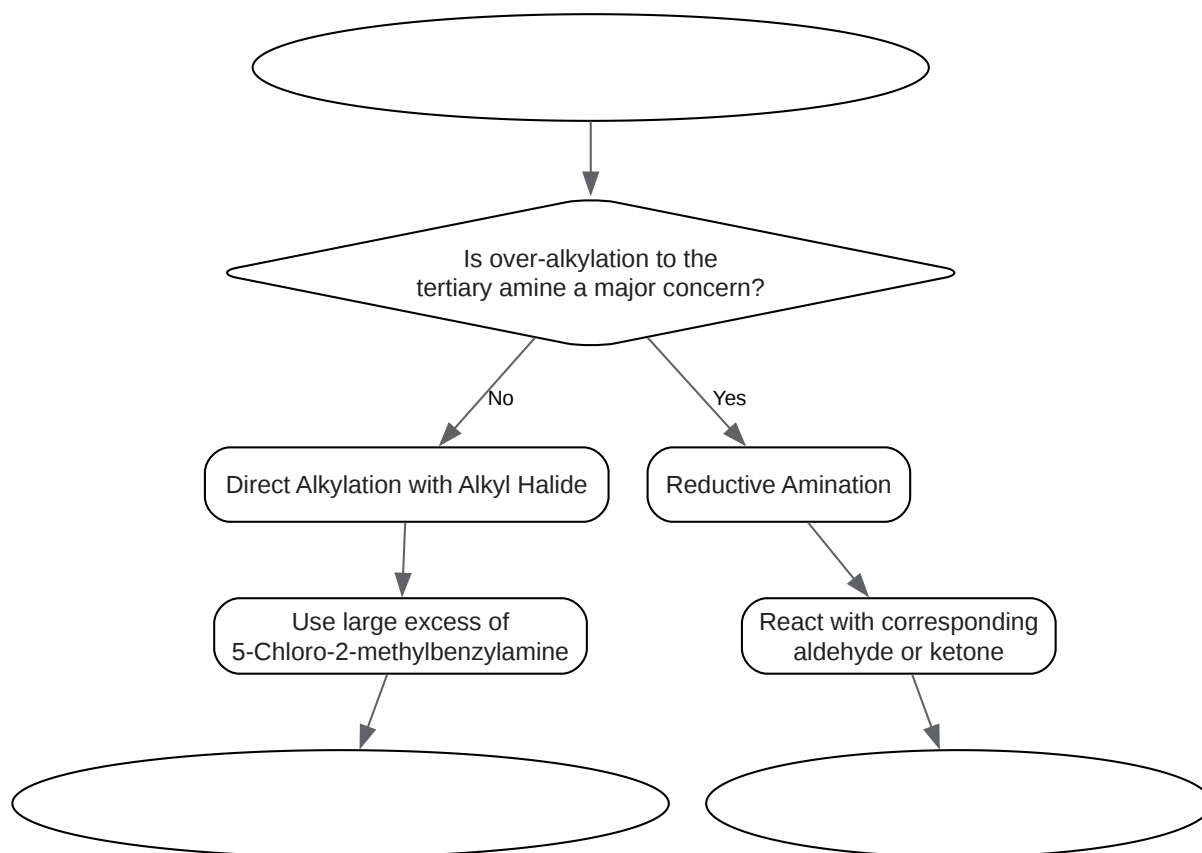 Is over-alkylation to the
tertiary amine a major concern?
No
Yes
Direct Alkylation with Alkyl Halide
Reductive Amination
Use large excess of
5-Chloro-2-methylbenzylamine
React with corresponding
aldehyde or ketone